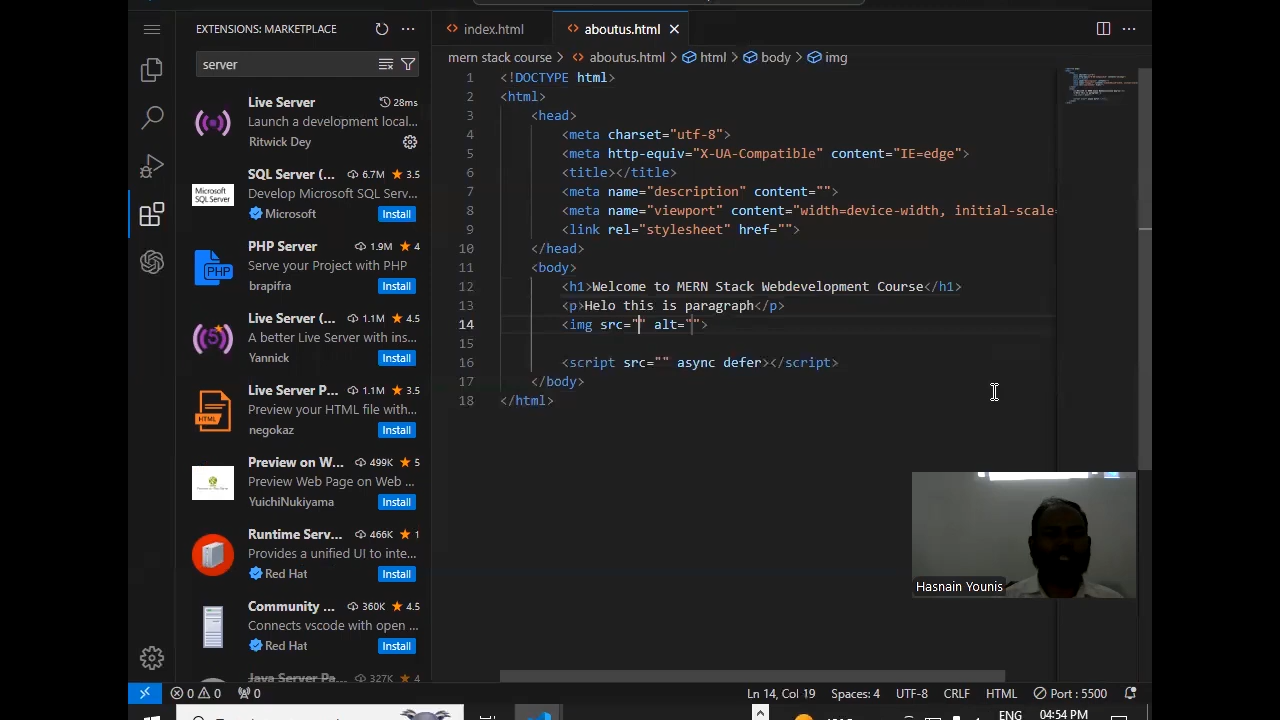 EXTENSIONS: MARKETPLACE
server
Live Server 28ms
Launch a development local...
Ritwick Dey
Microsoft
SQL Server
SQL Server (... 6.7M 3.5
Develop Microsoft SQL Serv...
Microsoft Install
PHP
PHP Server 1.9M 4
Serve your Project with PHP
brapifra Install
Live Server (... 1.1M 4.5
A better Live Server with ins...
Yannick Install
Live Server P... 1.1M 3.5
Preview your HTML file with...
negokaz Install
Preview on W... 499K 5
Preview Web Page on Web ...
YuichiNukiyama Install
Runtime Serv... 466K 1
Provides a unified UI to inte...
Red Hat Install
Community ... 360K 4.5
Connects vscode with open ...
Red Hat Install
Java Server Pa... 327K 4
index.html aboutus.html
mern stack course > aboutus.html > html > body > img
1 <!DOCTYPE html>
2 <html>
3 <head>
4 <meta charset="utf-8">
5 <meta http-equiv="X-UA-Compatible" content="IE=edge">
6 <title></title>
7 <meta name="description" content="">
8 <meta name="viewport" content="width=device-width, initial-scale=
9 <link rel="stylesheet" href="">
10 </head>
11 <body>
12 <h1>Welcome to MERN Stack Webdevelopment Course</h1>
13 <p>Helo this is paragraph</p>
14 <img src="" alt="">
15
16 <script src="" async defer></script>
17 </body>
18 </html>
Hasnain Younis
0 0 0 Ln 14, Col 19 Spaces: 4 UTF-8 CRLF HTML Port : 5500
ENG 04:54 PM